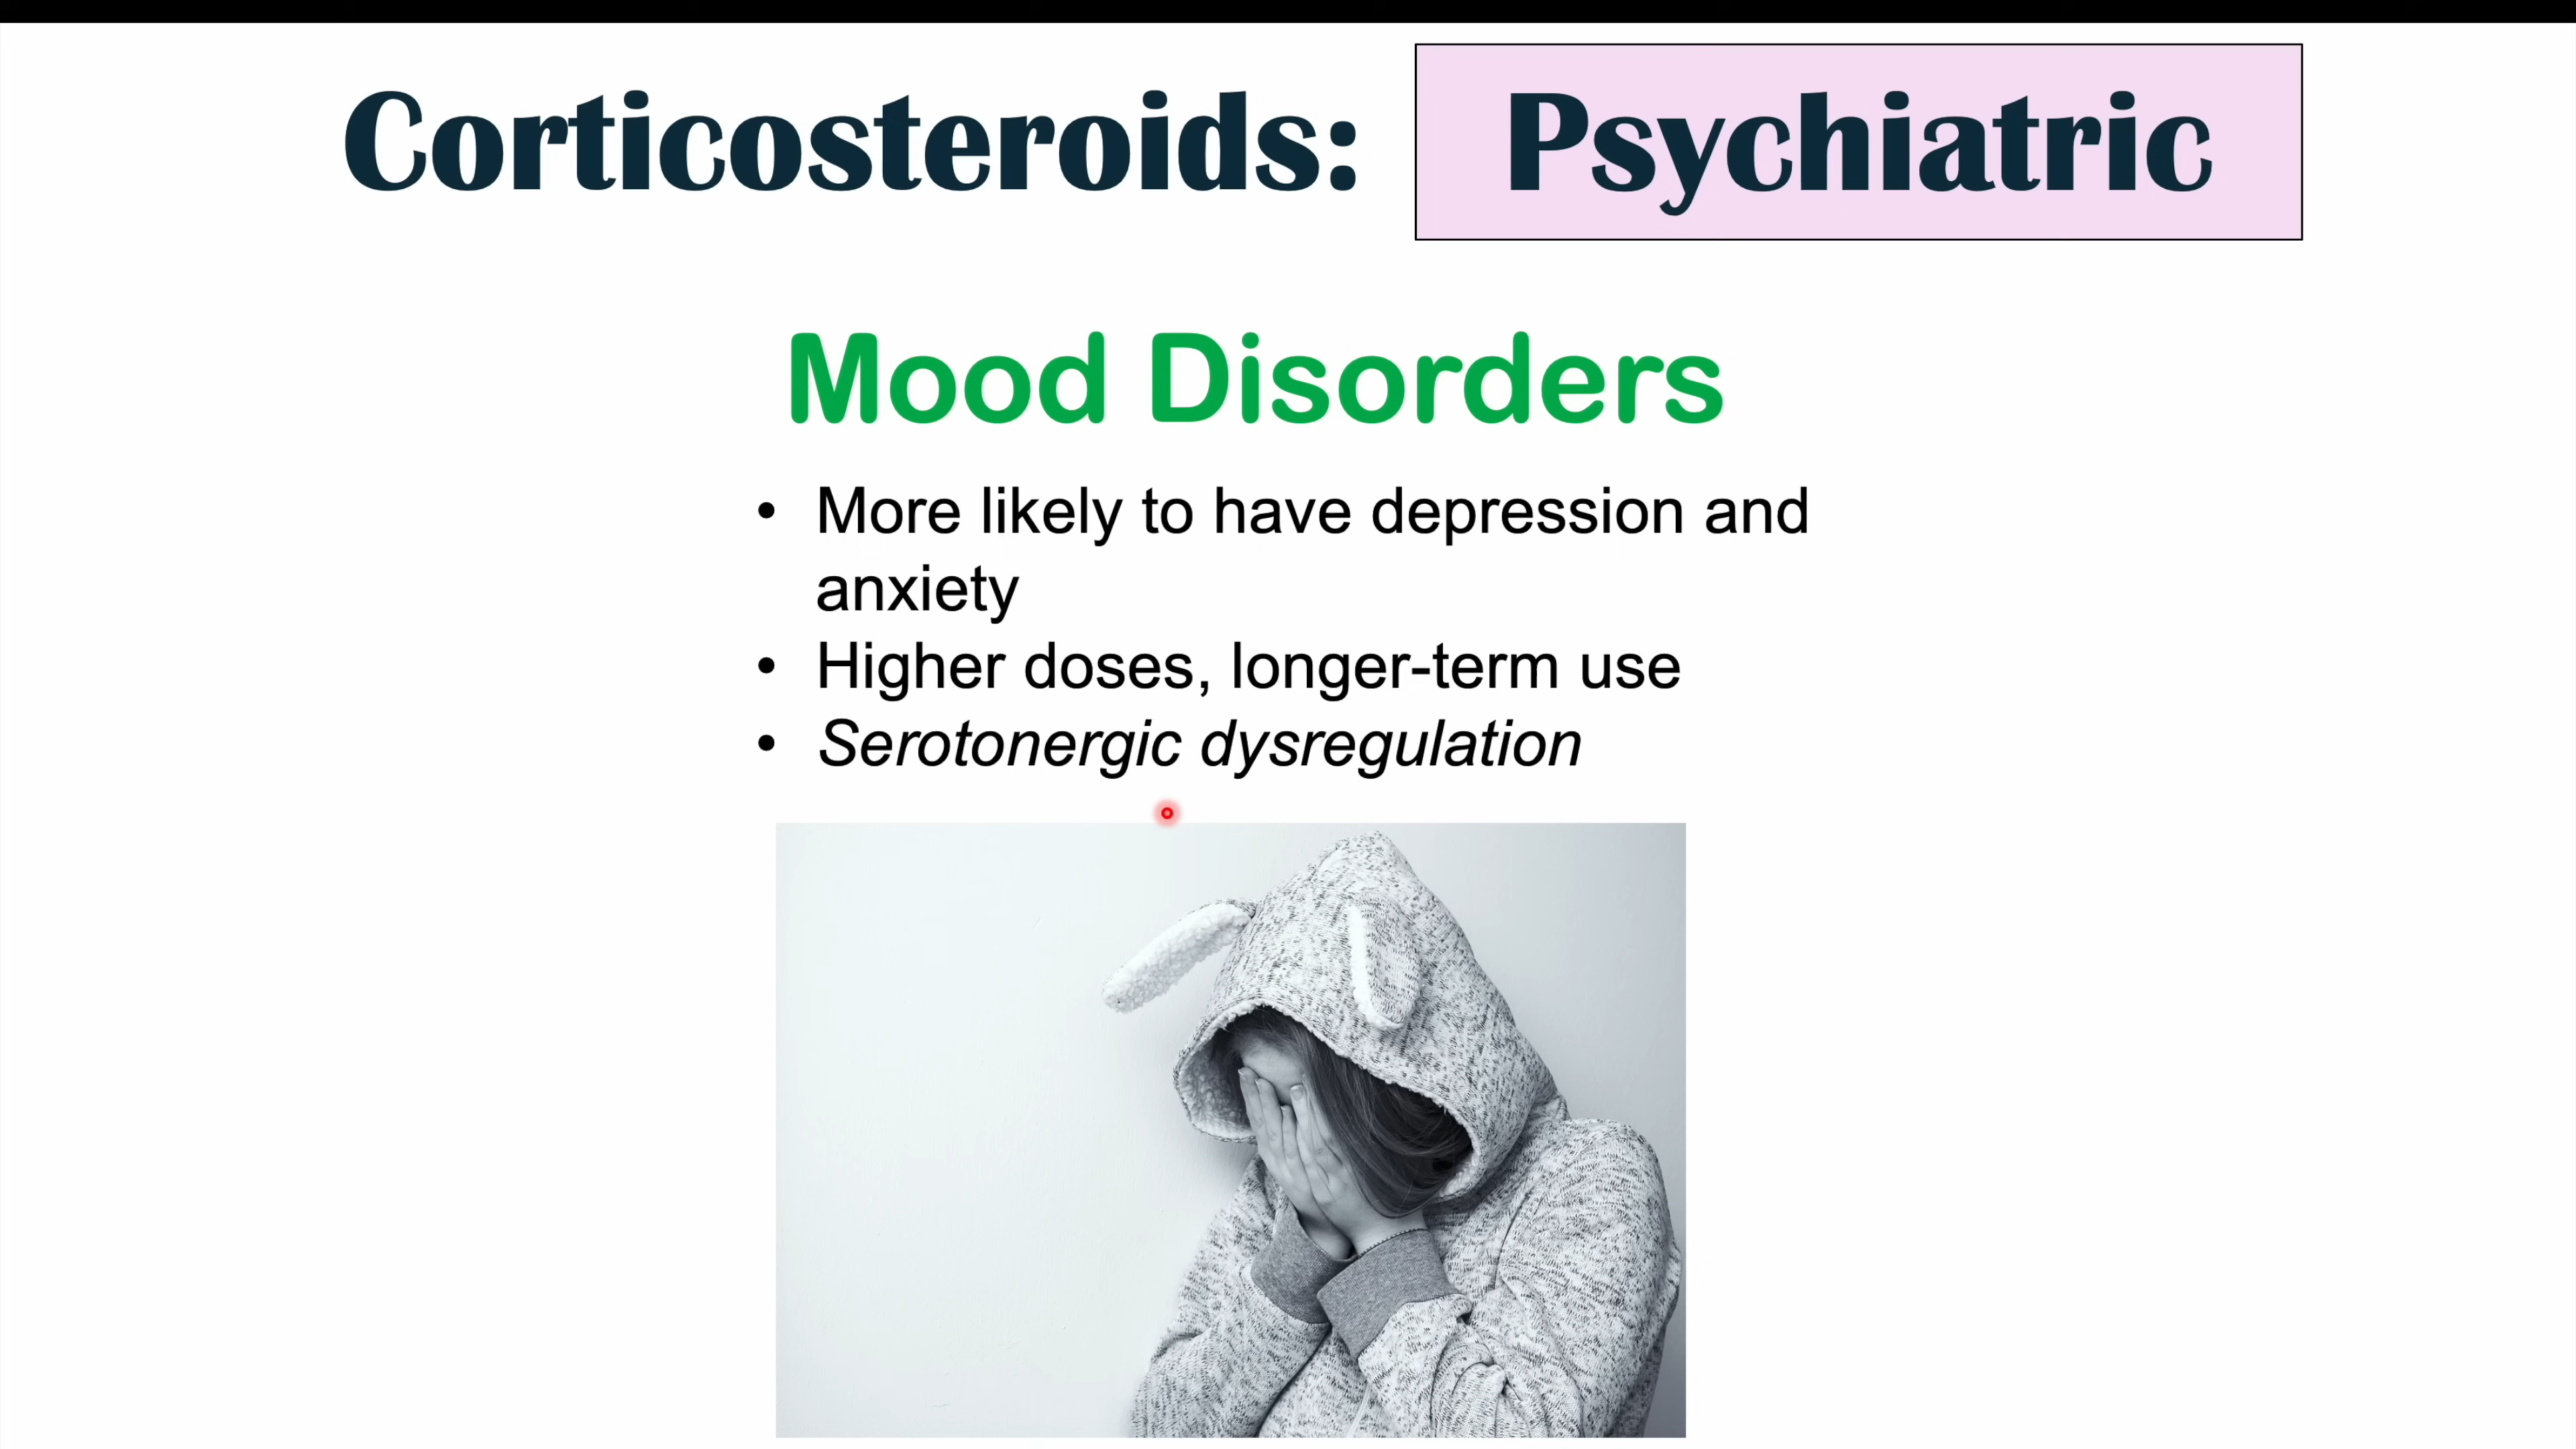 Corticosteroids: Psychiatric
Mood Disorders
• More likely to have depression and
anxiety
• Higher doses, longer-term use
• Serotonergic dysregulation